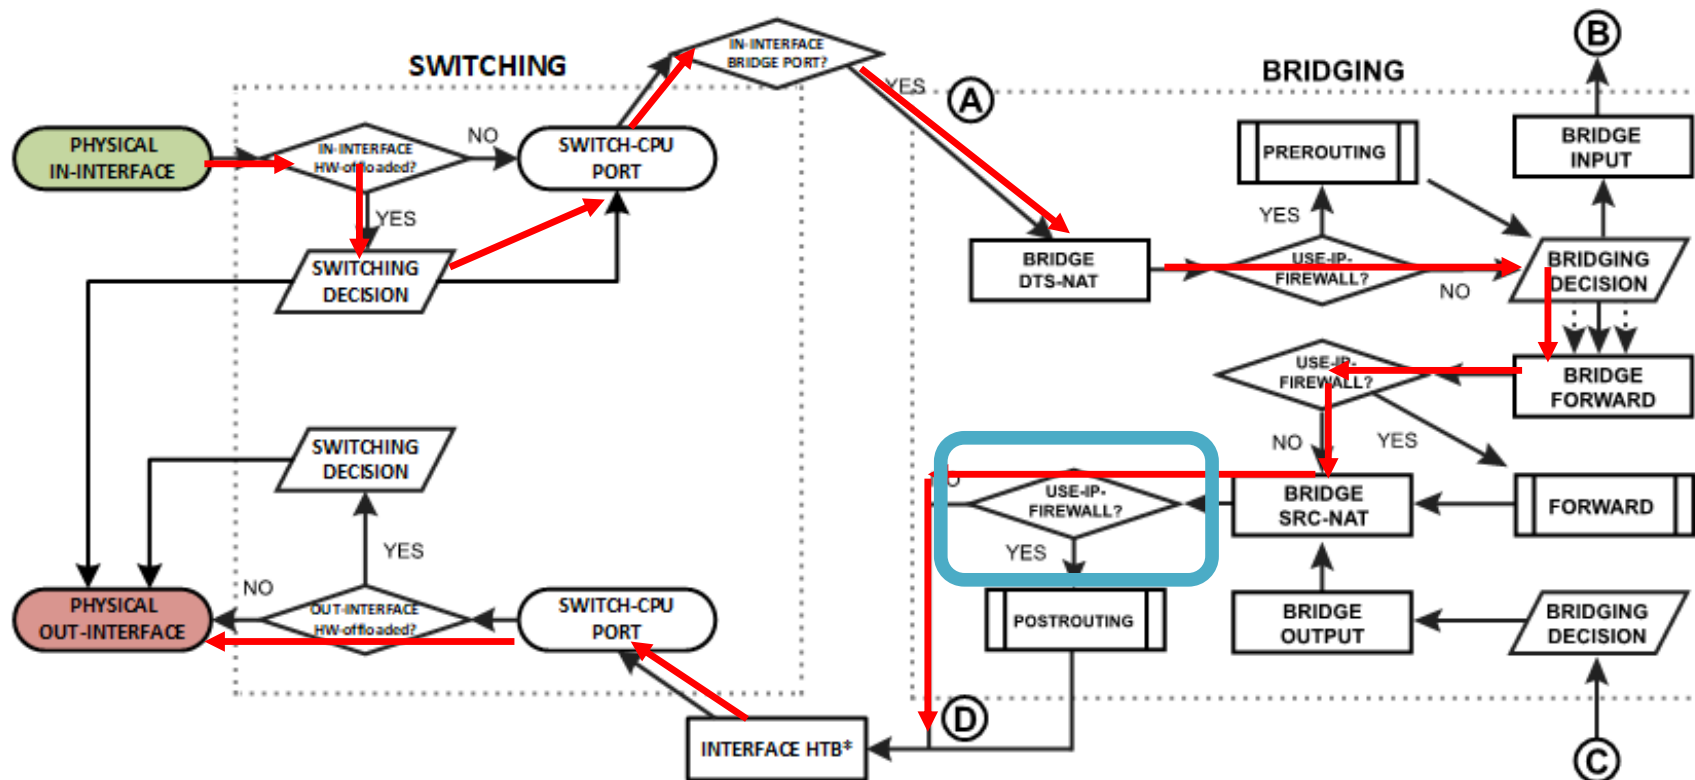 SWITCHING
IN-INTERFACE
BRIDGE PORT?
YES
A
BRIDGING
B
PHYSICAL
IN-INTERFACE
IN-INTERFACE
HW-offloaded?
NO
YES
SWITCH-CPU
PORT
SWITCHING
DECISION
PREROUTING
BRIDGE
INPUT
YES
BRIDGE
DTS-NAT
USE-IP-
FIREWALL?
NO
BRIDGING
DECISION
USE-IP-
FIREWALL?
BRIDGE
FORWARD
NO
YES
SWITCHING
DECISION
NO
USE-IP-
FIREWALL?
YES
BRIDGE
SRC-NAT
FORWARD
YES
NO
PHYSICAL
OUT-INTERFACE
OUT-INTERFACE
HW-offloaded?
SWITCH-CPU
PORT
POSTROUTING
BRIDGE
OUTPUT
BRIDGING
DECISION
INTERFACE HTB*
D
C